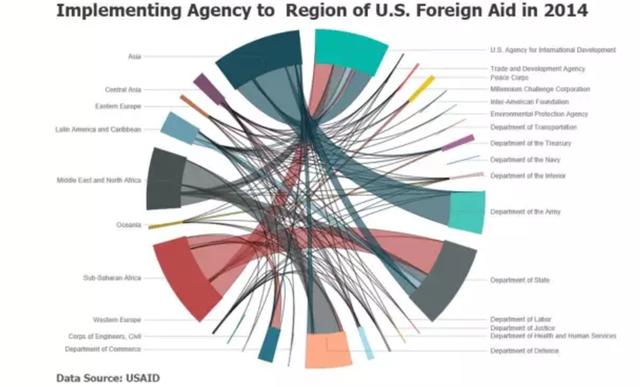 Implementing Agency to Region of U.S. Foreign Aid in 2014
Asia
Central Asia
Eastern Europe
Latin America and Caribbean
Middle East and North Africa
Oceania
Sub-Saharan Africa
Western Europe
Corps of Engineers, Civil
Department of Commerce
U.S. Agency for International Development
Trade and Development Agency
Peace Corps
Millennium Challenge Corporation
Inter-American Foundation
Environmental Protection Agency
Department of Transportation
Department of the Treasury
Department of the Navy
Department of the Interior
Department of the Army
Department of State
Department of Labor
Department of Justice
Department of Health and Human Services
Department of Defence
Data Source: USAID